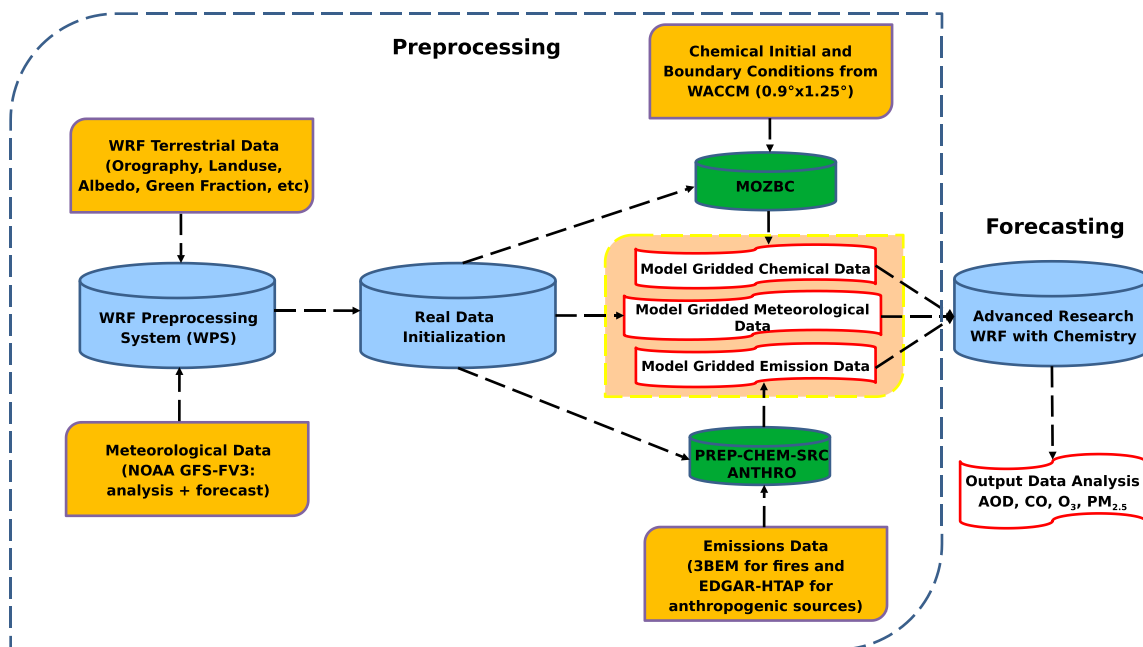 Preprocessing
Chemical Initial and
Boundary Conditions from
WACCM (0.9°x1.25°)
WRF Terrestrial Data
(Orography, Landuse,
Albedo, Green Fraction, etc)
MOZBC
Forecasting
Model Gridded Chemical Data
WRF Preprocessing
System (WPS)
Real Data
Initialization
Model Gridded Meteorological
Data
Advanced Research
WRF with Chemistry
Model Gridded Emission Data
Meteorological Data
(NOAA GFS-FV3:
analysis + forecast)
PREP-CHEM-SRC
ANTHRO
Output Data Analysis
AOD, CO, O₃, PM₂.₅
Emissions Data
(3BEM for fires and
EDGAR-HTAP for
anthropogenic sources)